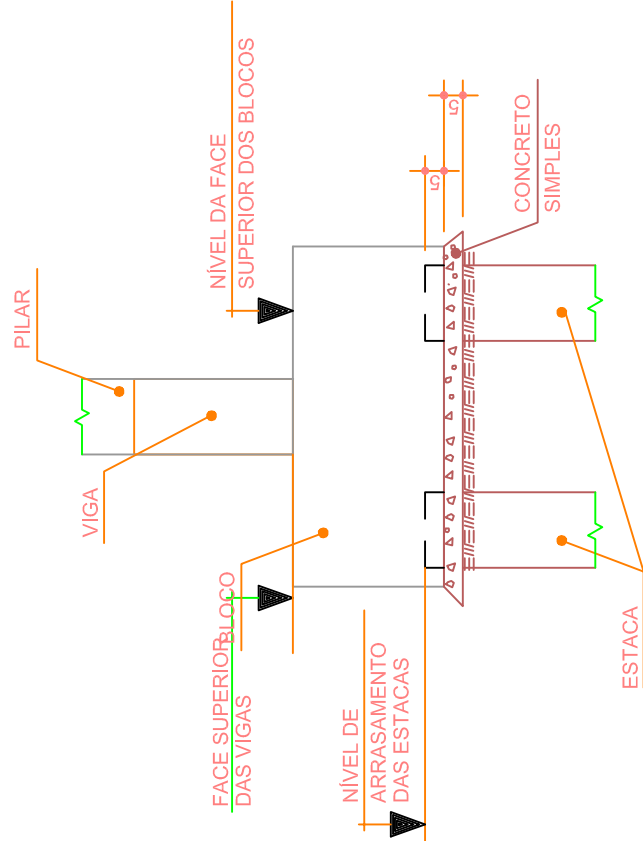 PILAR
VIGA
NÍVEL DA FACE
SUPERIOR DOS BLOCOS
5
5
CONCRETO
SIMPLES
BLOCO
FACE SUPERIOR
DAS VIGAS
NÍVEL DE
ARRASAMENTO
DAS ESTACAS
ESTACA